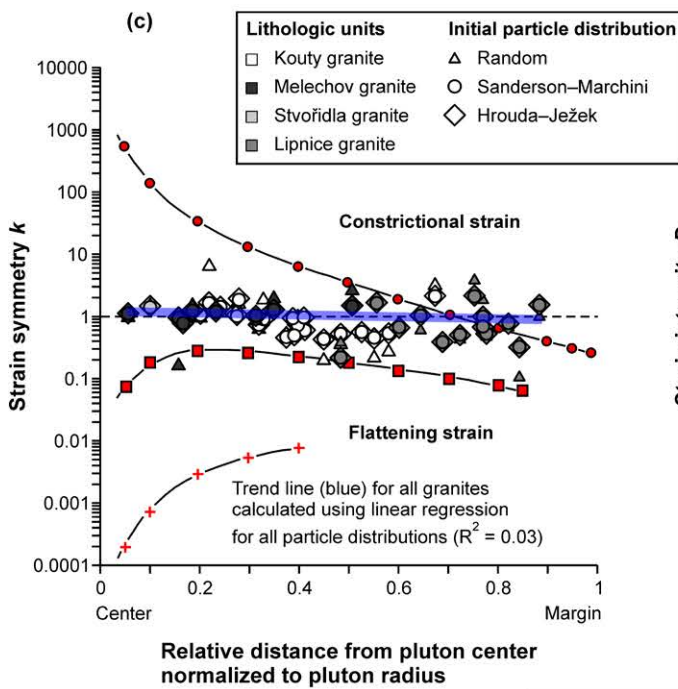 (c)
Lithologic units
Kouty granite
Melechov granite
Stvořidla granite
Lipnice granite
Initial particle distribution
Random
Sanderson–Marchini
Hrouda–Ježek
Strain symmetry k
10000
1000
100
10
1
0.1
0.01
0.001
0.0001
Constrictional strain
Flattening strain
Trend line (blue) for all granites
calculated using linear regression
for all particle distributions (R² = 0.03)
0
0.2
0.4
0.6
0.8
1
Center
Margin
Relative distance from pluton center
normalized to pluton radius